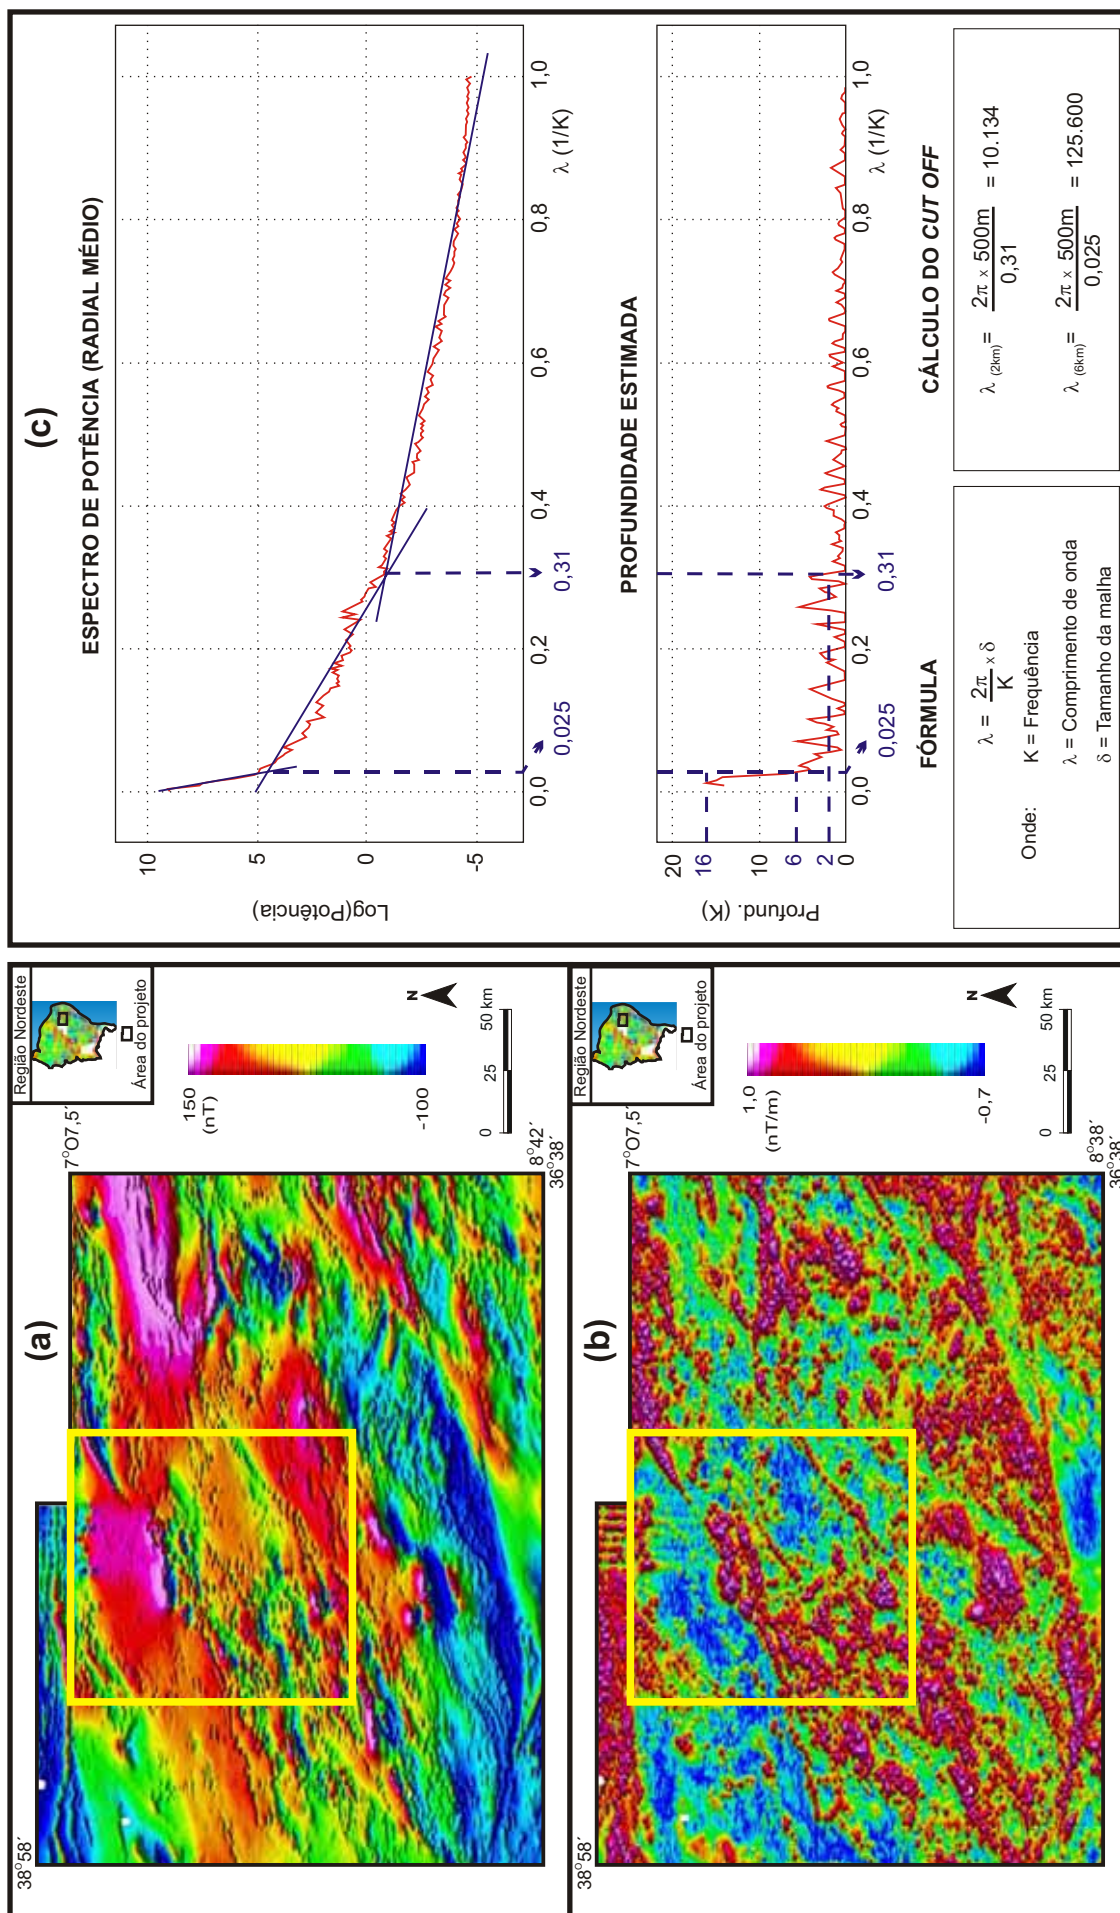 (a)
38°58´
7°O7,5´
8°42´
36°38´
Região Nordeste
Área do projeto
150
(nT)
-100
N
0 25 50 km
(b)
38°58´
7°O7,5´
8°38´
36°38´
Região Nordeste
Área do projeto
1,0
(nT/m)
-0,7
N
0 25 50 km
(c)
ESPECTRO DE POTÊNCIA (RADIAL MÉDIO)
Log(Potência)
10
5
0
-5
0,0 0,2 0,4 0,6 0,8 1,0
0,025 0,31
λ (1/K)
PROFUNDIDADE ESTIMADA
Profund. (K)
20
16
10
6
2
0
0,0 0,2 0,4 0,6 0,8 1,0
0,025 0,31
λ (1/K)
FÓRMULA
λ = 2π/K x δ
Onde:
K = Frequência
λ = Comprimento de onda
δ = Tamanho da malha
CÁLCULO DO CUT OFF
λ (2km)= 2π x 500m/0,31 = 10.134
λ (6km)= 2π x 500m/0,025 = 125.600